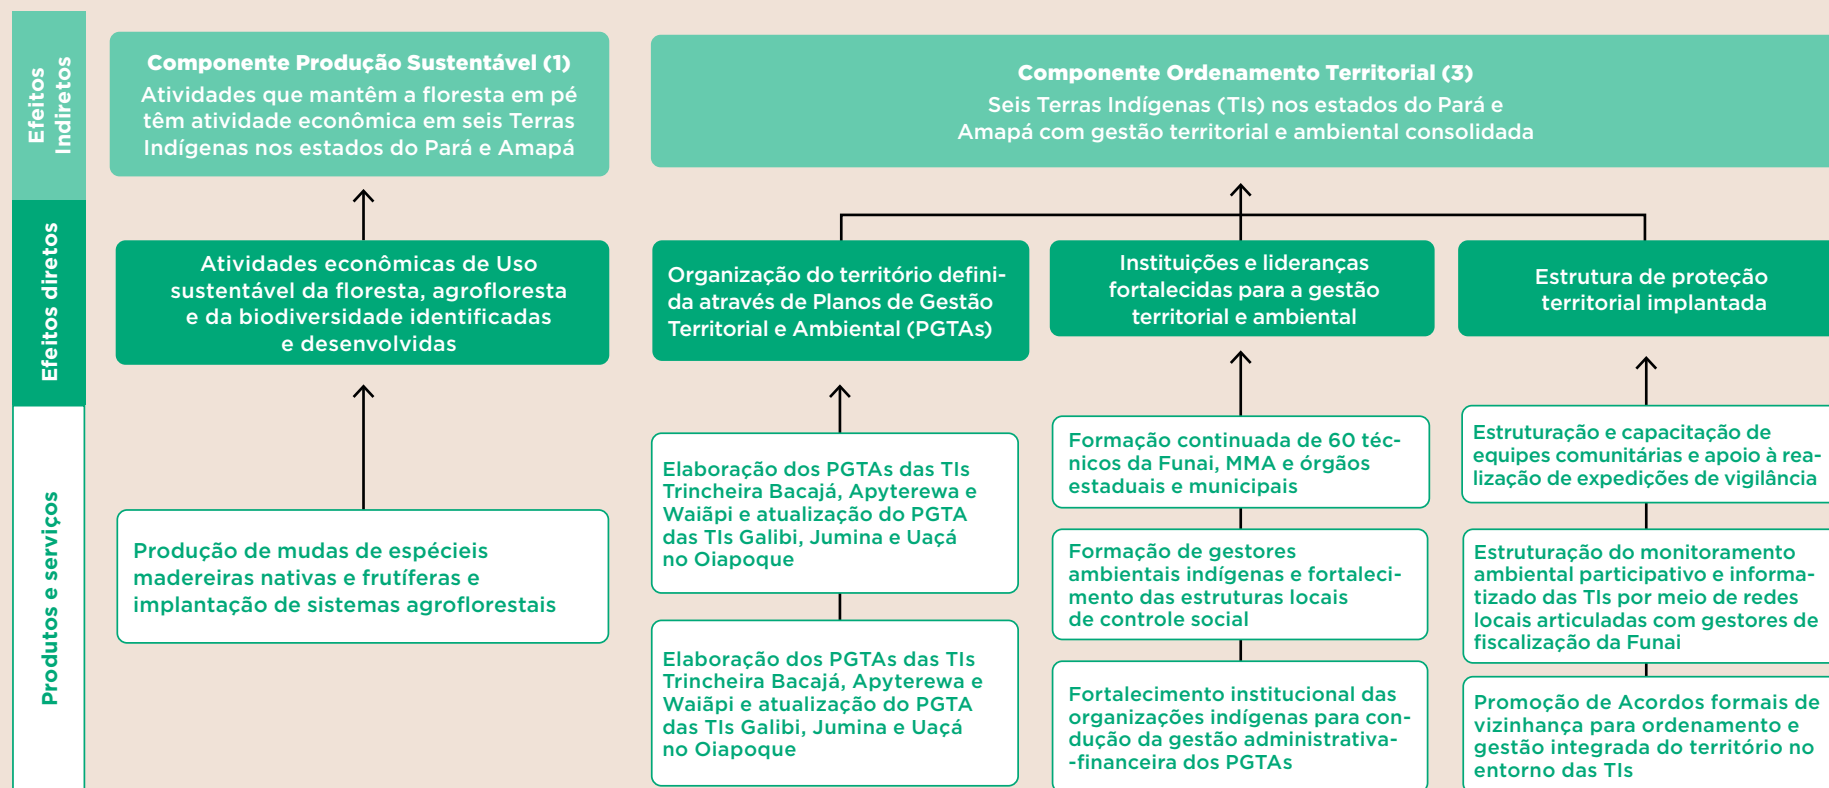 Efeitos
Indiretos
Componente Produção Sustentável (1)
Atividades que mantêm a floresta em pé
têm atividade econômica em seis Terras
Indígenas nos estados do Pará e Amapá
Componente Ordenamento Territorial (3)
Seis Terras Indígenas (TIs) nos estados do Pará e
Amapá com gestão territorial e ambiental consolidada
Efeitos diretos
Atividades econômicas de Uso
sustentável da floresta, agrofloresta
e da biodiversidade identificadas
e desenvolvidas
Organização do território defini-
da através de Planos de Gestão
Territorial e Ambiental (PGTAs)
Instituições e lideranças
fortalecidas para a gestão
territorial e ambiental
Estrutura de proteção
territorial implantada
Produtos e serviços
Produção de mudas de espécieis
madereiras nativas e frutíferas e
implantação de sistemas agroflorestais
Elaboração dos PGTAs das TIs
Trincheira Bacajá, Apyterewa e
Waiãpi e atualização do PGTA
das TIs Galibi, Jumina e Uaçá
no Oiapoque
Elaboração dos PGTAs das TIs
Trincheira Bacajá, Apyterewa e
Waiãpi e atualização do PGTA
das TIs Galibi, Jumina e Uaçá
no Oiapoque
Formação continuada de 60 téc-
nicos da Funai, MMA e órgãos
estaduais e municipais
Formação de gestores
ambientais indígenas e fortaleci-
mento das estruturas locais
de controle social
Fortalecimento institucional das
organizações indígenas para con-
dução da gestão administrativa-
-financeira dos PGTAs
Estruturação e capacitação de
equipes comunitárias e apoio à rea-
lização de expedições de vigilância
Estruturação do monitoramento
ambiental participativo e informa-
tizado das TIs por meio de redes
locais articuladas com gestores de
fiscalização da Funai
Promoção de Acordos formais de
vizinhança para ordenamento e
gestão integrada do território no
entorno das TIs